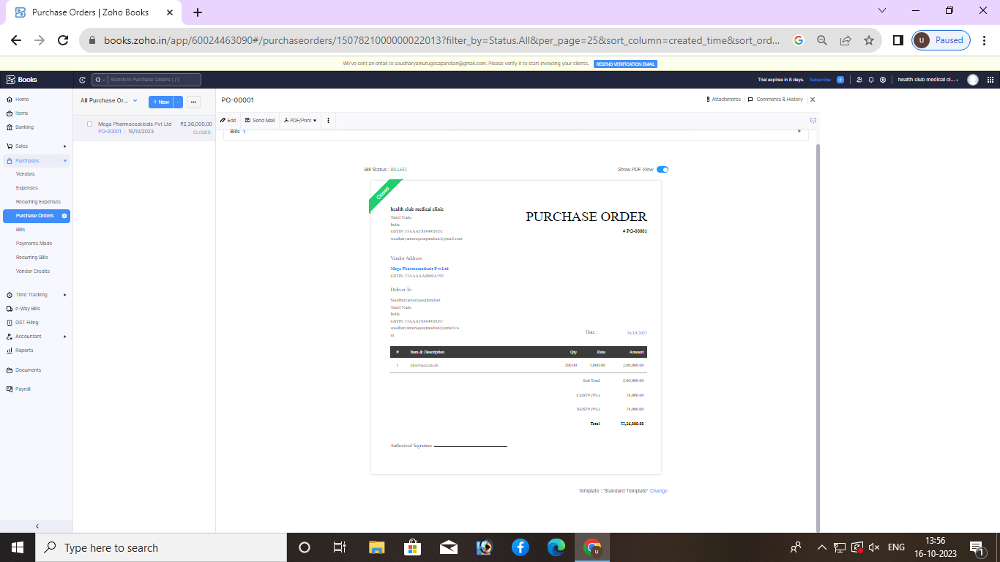 Purchase Orders | Zoho Books
books.zoho.in/app/60024463090#/purchaseorders/1507821000000022013?filter_by=Status.All&per_page=25&sort_column=created_time&sort_ord...
u
Paused
We've sent an email to soudharyamurugesapandian@gmail.com. Please verify it to start invoicing your clients.
RESEND VERIFICATION EMAIL
Books
Search in Purchase Orders ( / )
Trial expires in 8 days.
Subscribe
health club medical cl...
Home
Items
Banking
Sales
Purchases
Vendors
Expenses
Recurring Expenses
Purchase Orders
Bills
Payments Made
Recurring Bills
Vendor Credits
Time Tracking
e-Way Bills
GST Filing
Accountant
Reports
Documents
Payroll
All Purchase Or...
+ New
Mega Pharmaceaticals Pvt Ltd ₹2,36,000.00
PO-00001 | 16/10/2023 CLOSED
PO-00001
Attachments
Comments & History
Edit
Send Mail
PDF/Print
Bills 1
Bill Status : BILLED
Show PDF View
Closed
health club medical clinic
Tamil Nadu
India
GSTIN 33AAAFS8649D1ZC
soudharyamurugesapandian@gmail.com
PURCHASE ORDER
# PO-00001
Vendor Address
Mega Pharmaceaticals Pvt Ltd
GSTIN 33AAAAA0000A15Z
Deliver To
Soudharyamurugesapandian
Tamil Nadu
India
GSTIN 33AAAFS8649D1ZC
soudharyamurugesapandian@gmail.co
m
Date : 16/10/2023
# Item & Description Qty Rate Amount
1 pharmaceuticals 200.00 1,000.00 2,00,000.00
Sub Total 2,00,000.00
CGST9 (9%) 18,000.00
SGST9 (9%) 18,000.00
Total ₹2,36,000.00
Authorized Signature
Template : 'Standard Template' Change
Type here to search
u
ENG
13:56
16-10-2023
1